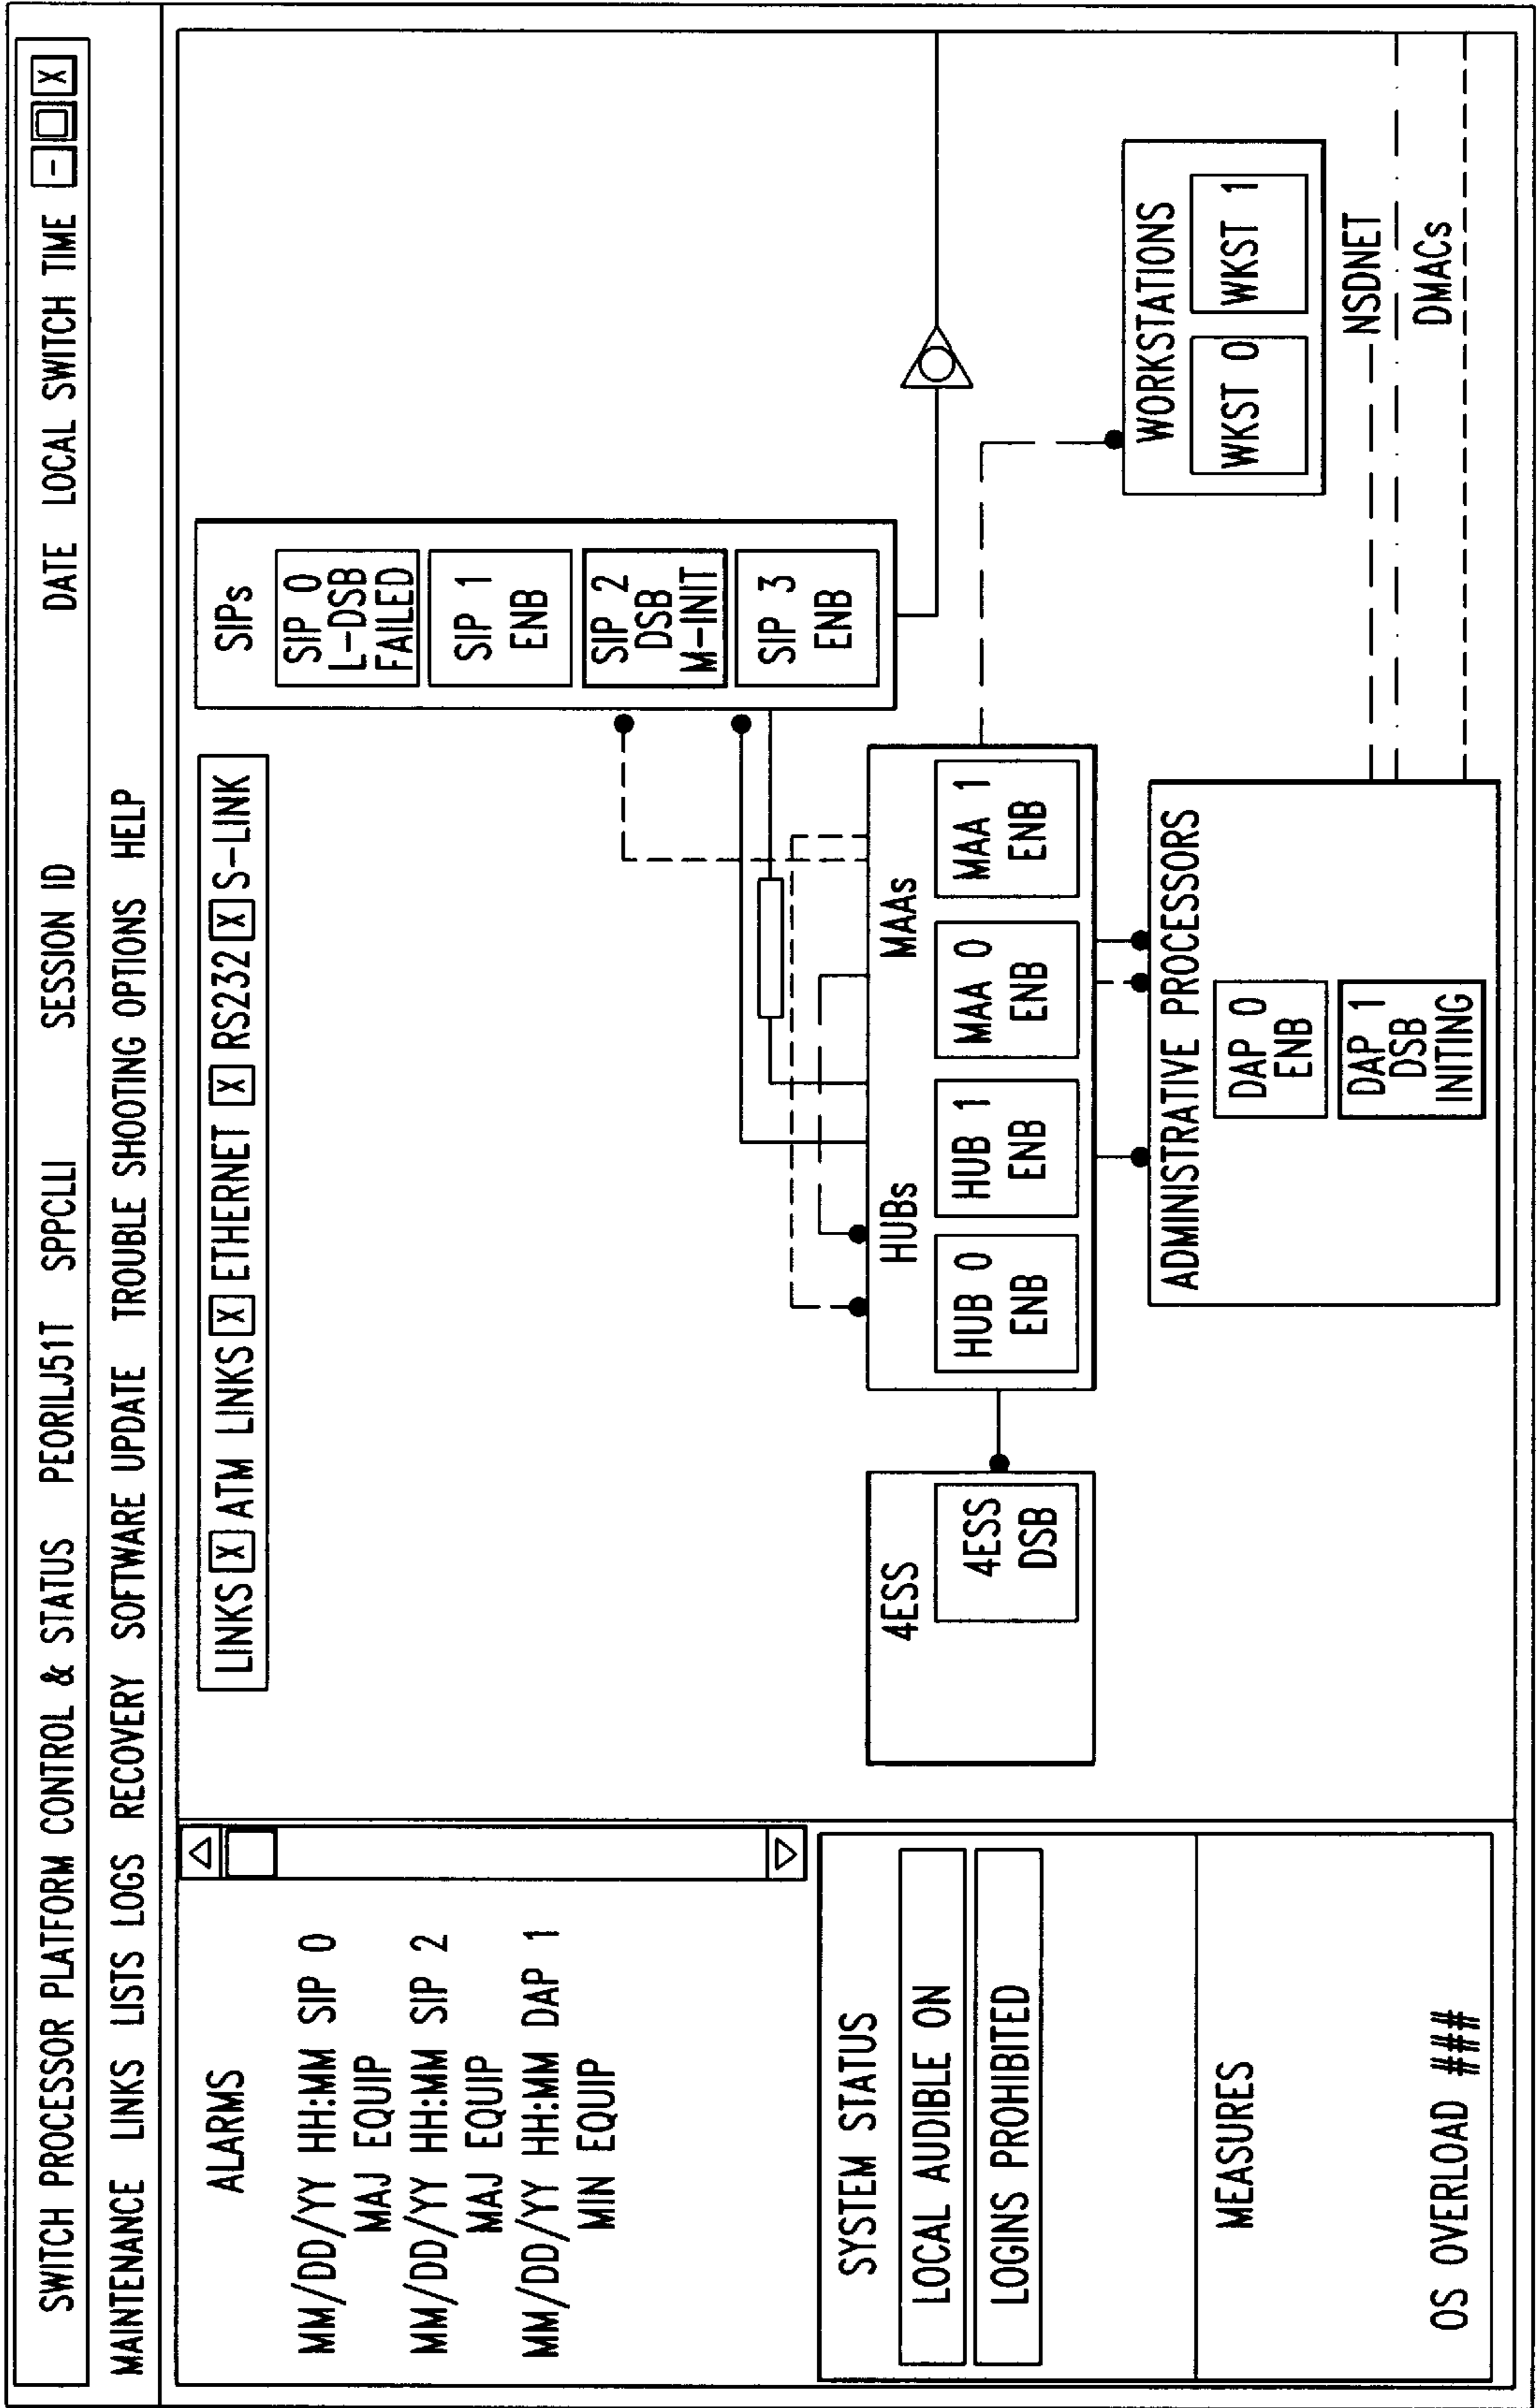 SWITCH PROCESSOR PLATFORM CONTROL & STATUS PEORILJ51T SPPCLLI SESSION ID DATE LOCAL SWITCH TIME - X
MAINTENANCE LINKS LISTS LOGS RECOVERY SOFTWARE UPDATE TROUBLE SHOOTING OPTIONS HELP
ALARMS
MM/DD/YY HH:MM SIP 0
MAJ EQUIP
MM/DD/YY HH:MM SIP 2
MAJ EQUIP
MM/DD/YY HH:MM DAP 1
MIN EQUIP
SYSTEM STATUS
LOCAL AUDIBLE ON
LOGINS PROHIBITED
MEASURES
OS OVERLOAD ###
LINKS X ATM LINKS X ETHERNET X RS232 X S-LINK
SIPs
SIP 0
L-DSB
FAILED
SIP 1
ENB
SIP 2
DSB
M-INIT
SIP 3
ENB
4ESS
4ESS
DSB
HUBs
HUB 0
ENB
HUB 1
ENB
MAAs
MAA 0
ENB
MAA 1
ENB
WORKSTATIONS
WKST 0
WKST 1
ADMINISTRATIVE PROCESSORS
DAP 0
ENB
DAP 1
DSB
INITING
NSDNET
DMACs